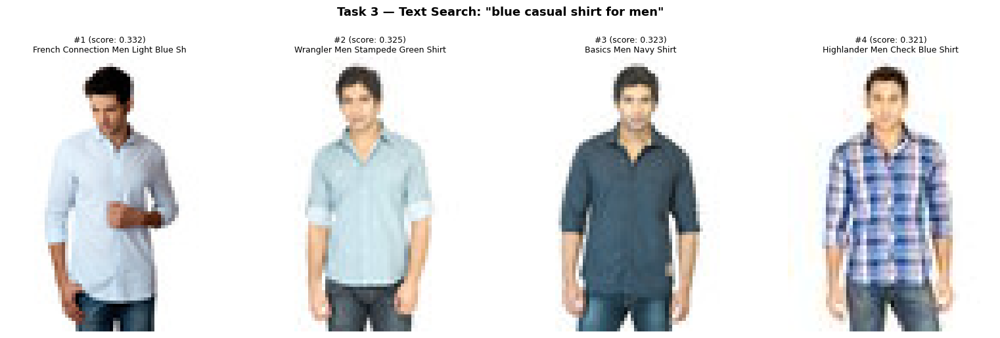 Task 3 — Text Search: "blue casual shirt for men"
#1 (score: 0.332)
French Connection Men Light Blue Sh
#2 (score: 0.325)
Wrangler Men Stampede Green Shirt
#3 (score: 0.323)
Basics Men Navy Shirt
#4 (score: 0.321)
Highlander Men Check Blue Shirt